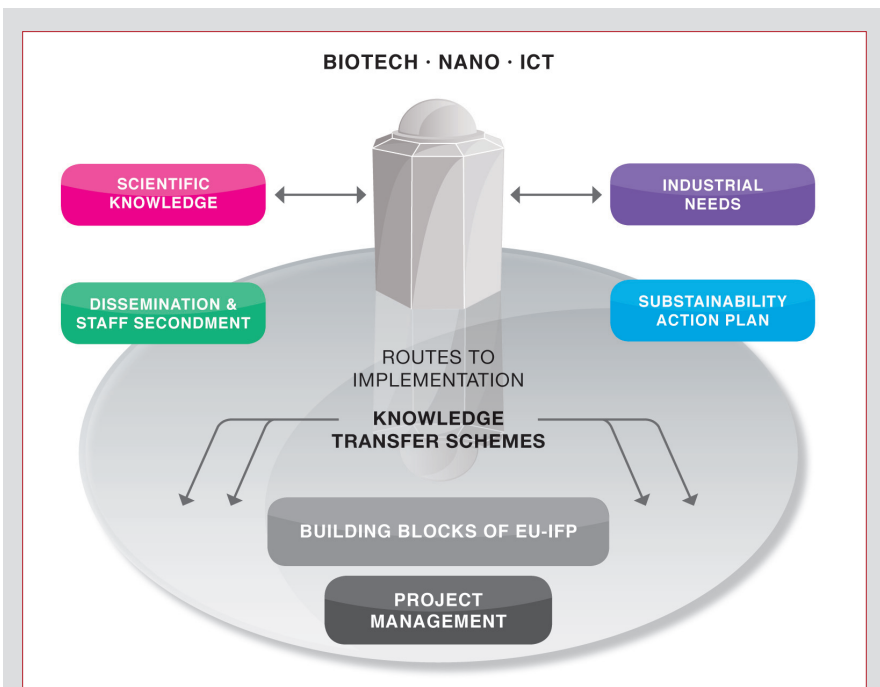 BIOTECH · NANO · ICT
SCIENTIFIC
KNOWLEDGE
INDUSTRIAL
NEEDS
DISSEMINATION &
STAFF SECONDMENT
SUBSTAINABILITY
ACTION PLAN
ROUTES TO
IMPLEMENTATION
KNOWLEDGE
TRANSFER SCHEMES
BUILDING BLOCKS OF EU-IFP
PROJECT
MANAGEMENT